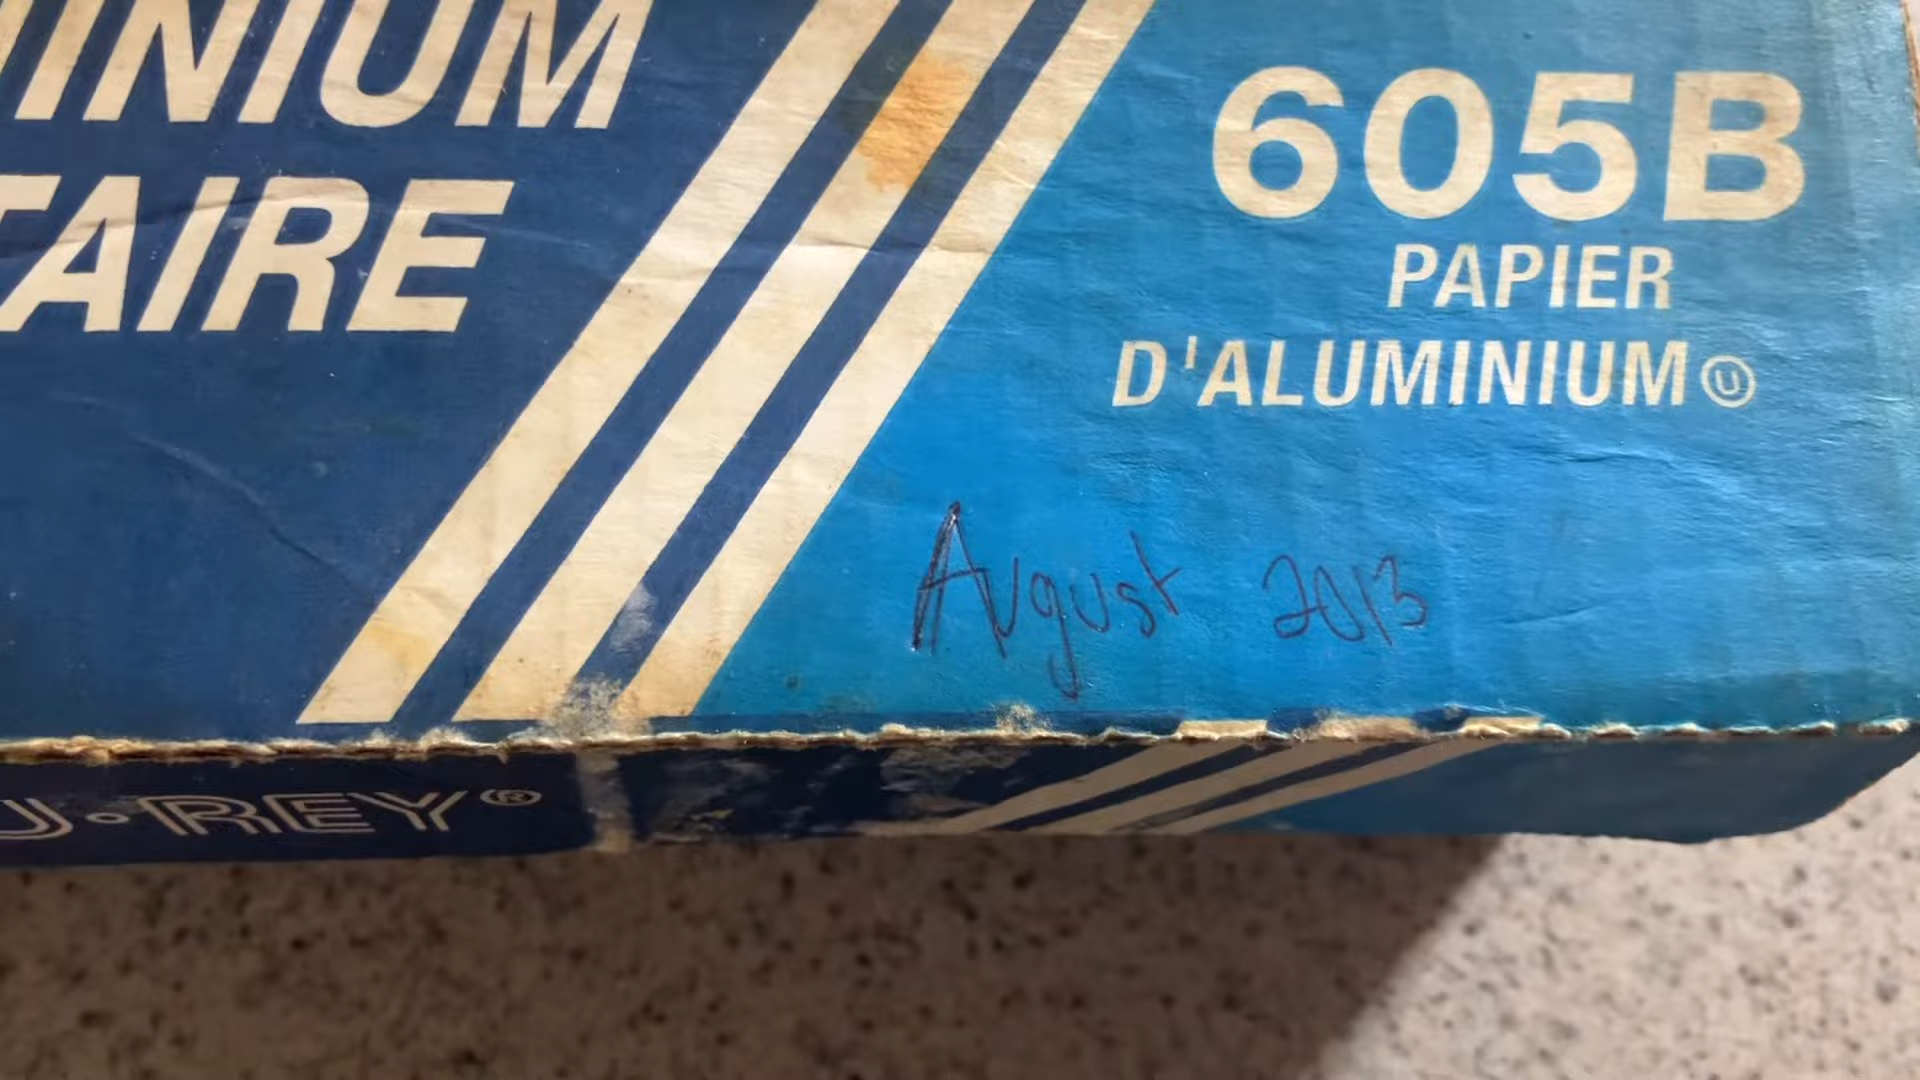 INIUM
TAIRE
605B
PAPIER
D'ALUMINIUM Ⓤ
August 2013
U•REY®